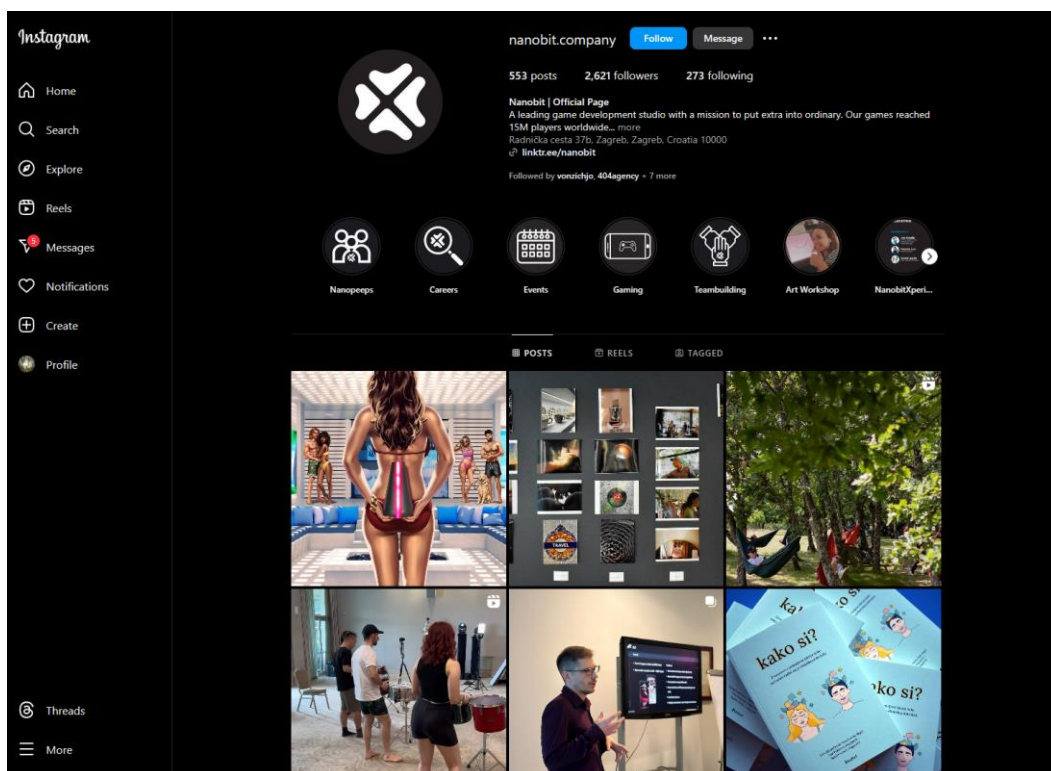 Instagram
Home
Search
Explore
Reels
5
Messages
Notifications
Create
Profile
Threads
More
nanobit.company Follow Message
553 posts 2,621 followers 273 following
Nanobit | Official Page
A leading game development studio with a mission to put extra into ordinary. Our games reached
15M players worldwide... more
Radnička cesta 37b, Zagreb, Zagreb, Croatia 10000
linktr.ee/nanobit
Followed by vonzichjo, 404agency + 7 more
Nanopeeps Careers Events Gaming Teambuilding Art Workshop NanobitXperi...
POSTS REELS TAGGED
TRAVEL
kako si?